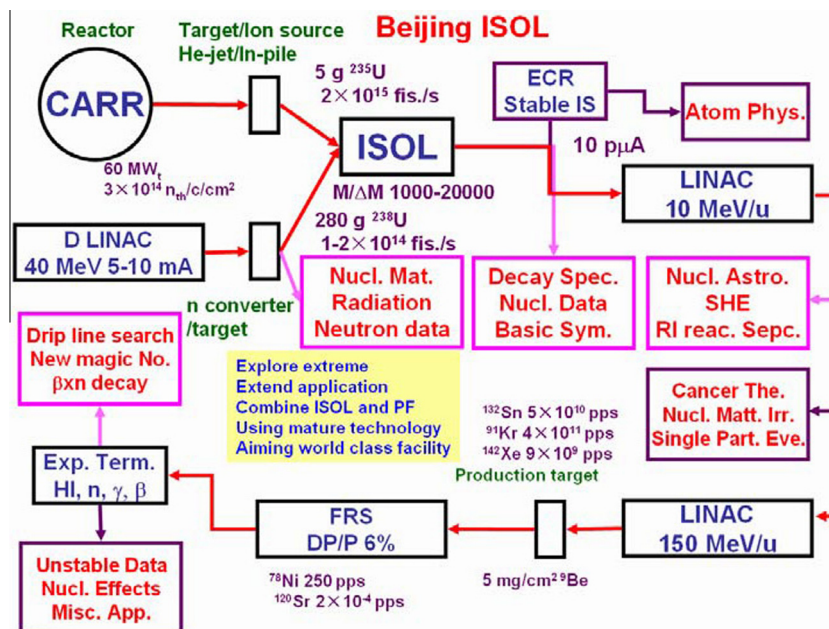 Beijing ISOL
Reactor
Target/Ion source
He-jet/In-pile
CARR
60 MWₜ
3×10¹⁴ nₜₕ/c/cm²
5 g ²³⁵U
2×10¹⁵ fis./s
ISOL
M/ΔM 1000-20000
280 g ²³⁸U
1-2×10¹⁴ fis./s
ECR
Stable IS
Atom Phys.
10 pμA
LINAC
10 MeV/u
D LINAC
40 MeV 5-10 mA
n converter
/target
Nucl. Mat.
Radiation
Neutron data
Decay Spec.
Nucl. Data
Basic Sym.
Nucl. Astro.
SHE
RI reac. Sepc.
Drip line search
New magic No.
βxn decay
Explore extreme
Extend application
Combine ISOL and PF
Using mature technology
Aiming world class facility
¹³²Sn 5×10¹⁰ pps
⁹¹Kr 4×10¹¹ pps
¹⁴²Xe 9×10⁹ pps
Production target
Cancer The.
Nucl. Matt. Irr.
Single Part. Eve.
Exp. Term.
HI, n, γ, β
FRS
DP/P 6%
LINAC
150 MeV/u
⁷⁸Ni 250 pps
¹²⁰Sr 2×10⁻⁴ pps
5 mg/cm² ⁹Be
Unstable Data
Nucl. Effects
Misc. App.